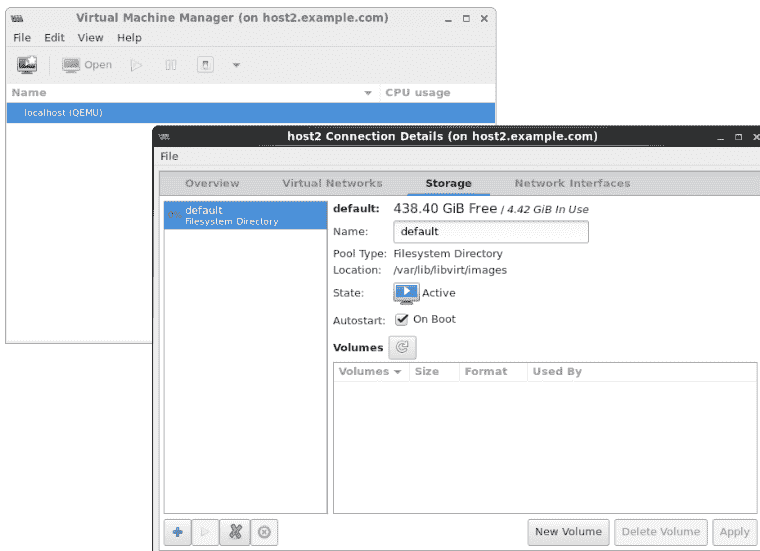 Virtual Machine Manager (on host2.example.com)
File Edit View Help
Open
Name CPU usage
localhost (QEMU)
host2 Connection Details (on host2.example.com)
File
Overview Virtual Networks Storage Network Interfaces
default
Filesystem Directory
default: 438.40 GiB Free / 4.42 GiB In Use
Name: default
Pool Type: Filesystem Directory
Location: /var/lib/libvirt/images
State: Active
Autostart: On Boot
Volumes
Volumes Size Format Used By
New Volume Delete Volume Apply